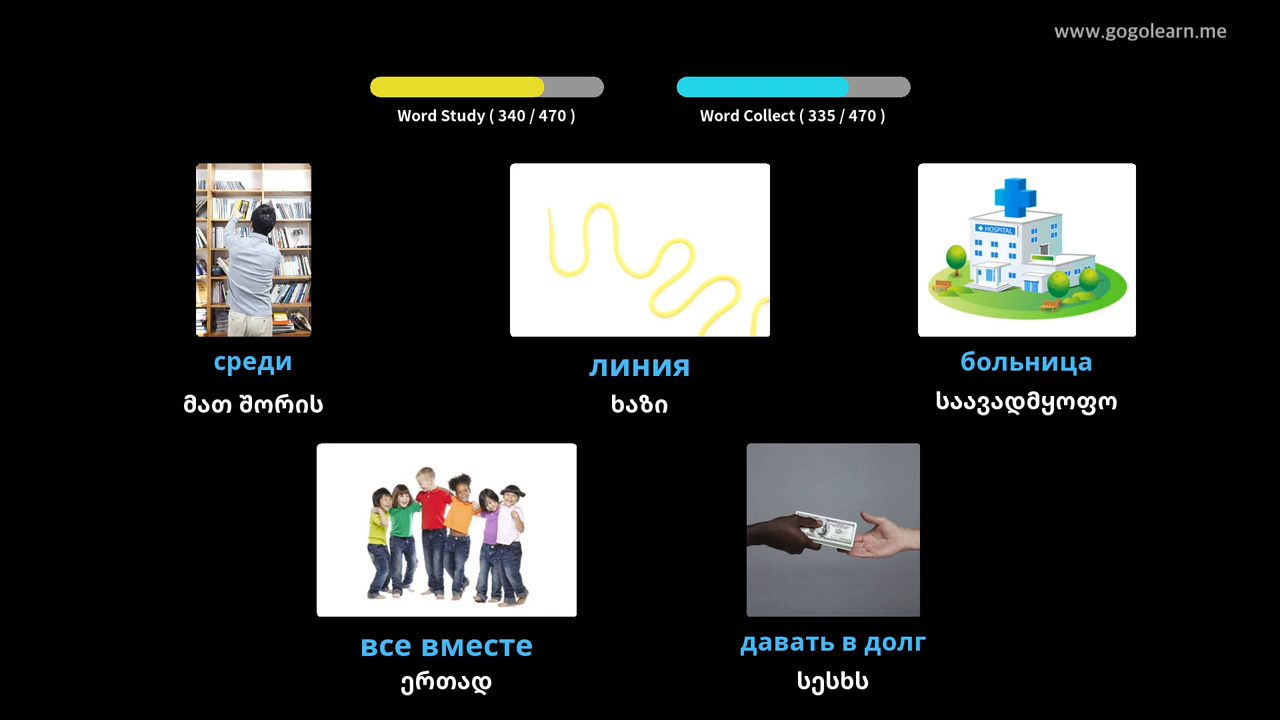 www.gogolearn.me
Word Study ( 340 / 470 )
Word Collect ( 335 / 470 )
HOSPITAL
среди
მათ შორის
линия
ხაზი
больница
საავადმყოფო
все вместе
ერთად
давать в долг
სესხს